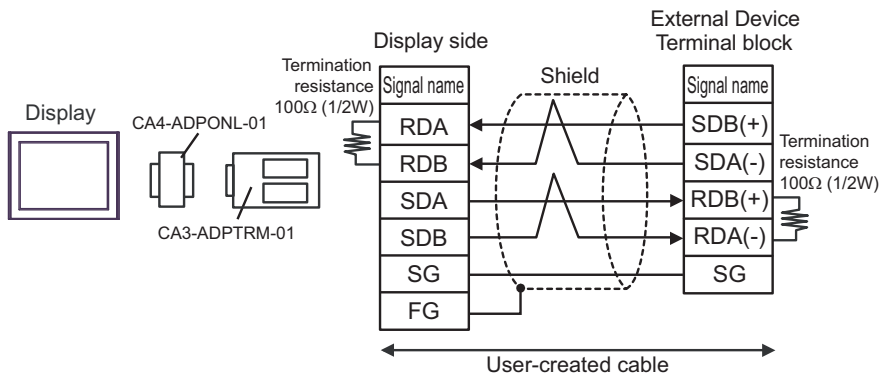 External Device
Terminal block
Display side
Termination
resistance
100Ω (1/2W)
Signal name
Shield
Signal name
Display
CA4-ADPONL-01
CA3-ADPTRM-01
RDA
RDB
SDA
SDB
SG
FG
SDB(+)
SDA(-)
RDB(+)
RDA(-)
SG
Termination
resistance
100Ω (1/2W)
User-created cable